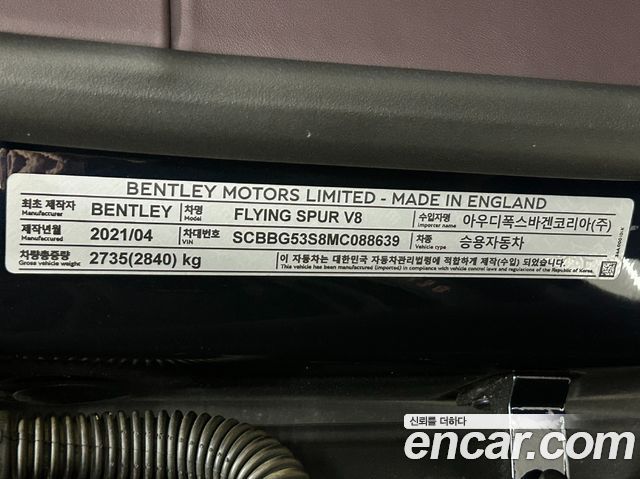 BENTLEY MOTORS LIMITED - MADE IN ENGLAND
최초 제작자 Manufacturer BENTLEY 차명 Model FLYING SPUR V8 수입자명 Importer name 아우디폭스바겐코리아(주)
제작년월 Manufactured 2021/04 차대번호 VIN SCBBG53S8MC088639 차종 Vehicle type 승용자동차
차량총중량 Gross vehicle weight: 2735(2840) kg 이 자동차는 대한민국 자동차관리법령에 적합하게 제작(수입) 되었습니다.
This vehicle manufactured(imported) in compliance with vehicle control laws and regulations of the Republic of Korea.
신뢰를 더하다
encar.com